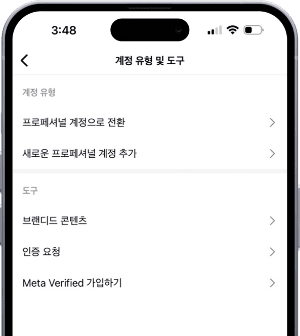 3:48
계정 유형 및 도구
계정 유형
프로페셔널 계정으로 전환
새로운 프로페셔널 계정 추가
도구
브랜디드 콘텐츠
인증 요청
Meta Verified 가입하기